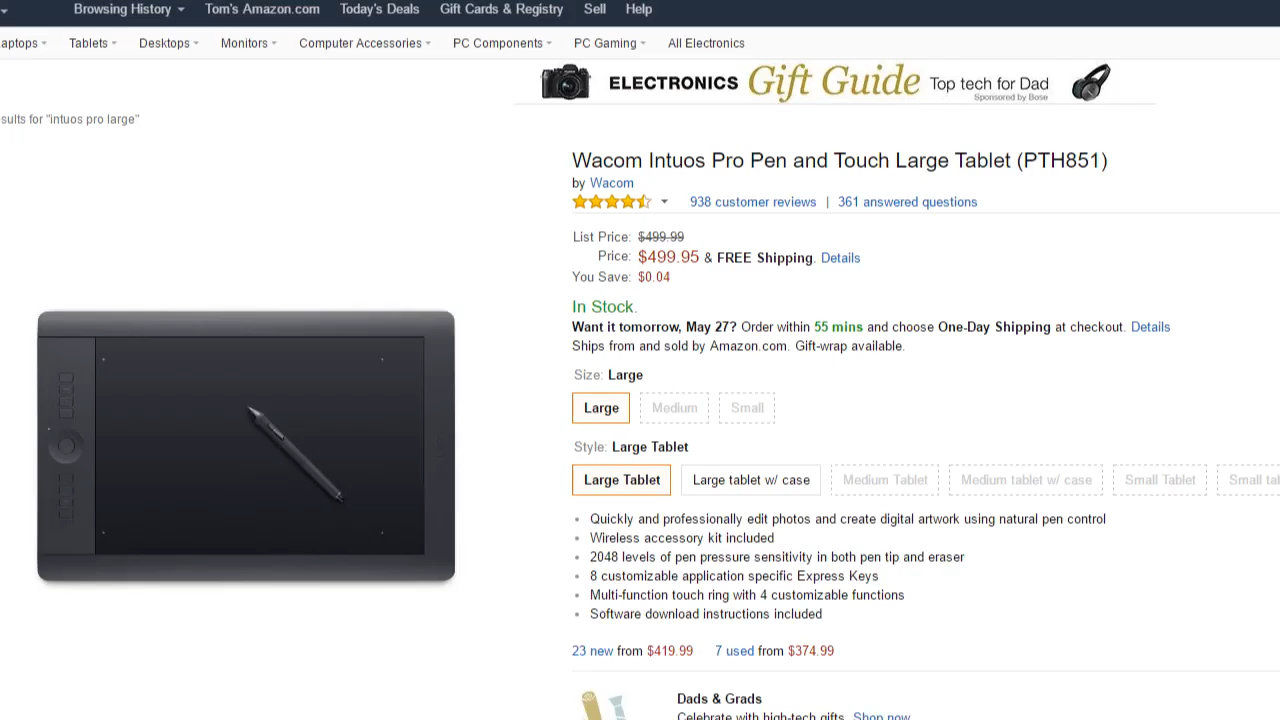 Browsing History Tom's Amazon.com Today's Deals Gift Cards & Registry Sell Help
Tablets Desktops Monitors Computer Accessories PC Components PC Gaming All Electronics
ELECTRONICS Gift Guide Top tech for Dad
Sponsored by Bose
for "intuos pro large"
Wacom Intuos Pro Pen and Touch Large Tablet (PTH851)
by Wacom
938 customer reviews | 361 answered questions
List Price: $499.99
Price: $499.95 & FREE Shipping. Details
You Save: $0.04
In Stock.
Want it tomorrow, May 27? Order within 55 mins and choose One-Day Shipping at checkout. Details
Ships from and sold by Amazon.com. Gift-wrap available.
Size: Large
Large Medium Small
Style: Large Tablet
Large Tablet Large tablet w/ case Medium Tablet Medium tablet w/ case Small Tablet Small
Quickly and professionally edit photos and create digital artwork using natural pen control
Wireless accessory kit included
2048 levels of pen pressure sensitivity in both pen tip and eraser
8 customizable application specific Express Keys
Multi-function touch ring with 4 customizable functions
Software download instructions included
23 new from $419.99 7 used from $374.99
Dads & Grads
Celebrate with high-tech gifts. Shop now